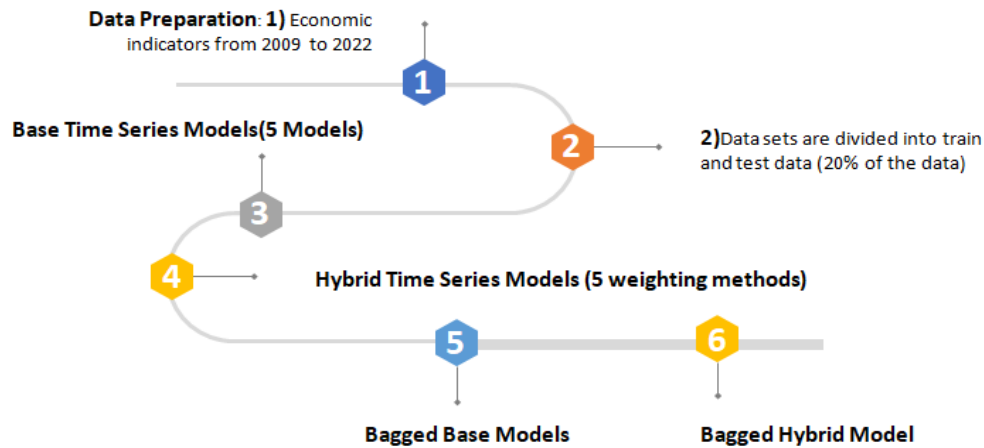 Data Preparation: 1) Economic
indicators from 2009 to 2022
1
Base Time Series Models(5 Models)
2
2)Data sets are divided into train
and test data (20% of the data)
3
4
Hybrid Time Series Models (5 weighting methods)
5
6
Bagged Base Models
Bagged Hybrid Model